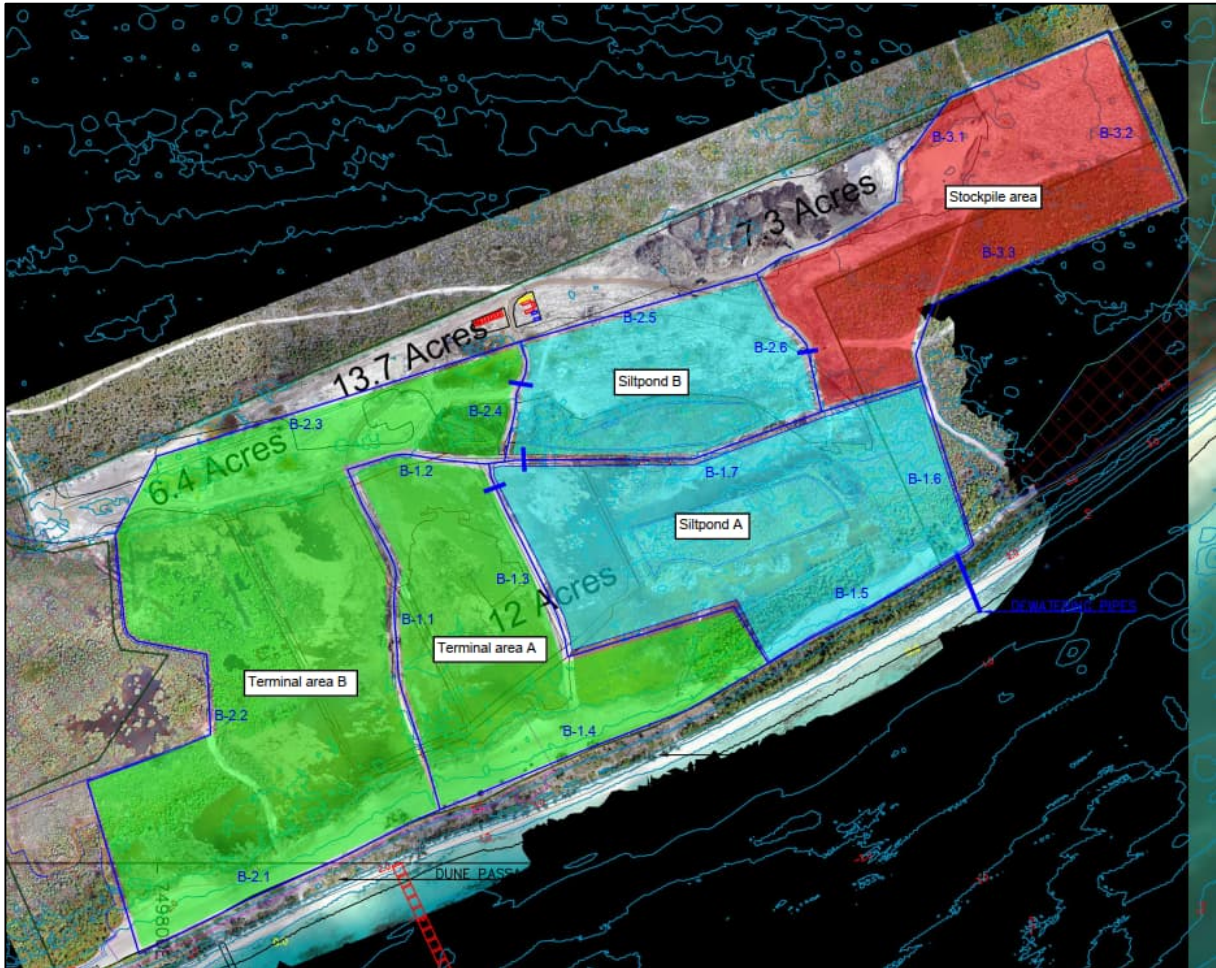 B-3.1
B-3.2
Stockpile area
7.3 Acres
B-3.3
B-2.5
B-2.6
13.7 Acres
Siltpond B
B-2.4
B-2.3
6.4 Acres
B-1.2
B-1.7
B-1.6
Siltpond A
B-1.3
12 Acres
B-1.5
DEWATERING PIPES
B-1.1
Terminal area A
Terminal area B
B-2.2
B-1.4
B-2.1
DUNE PASSA
749800E
0.0